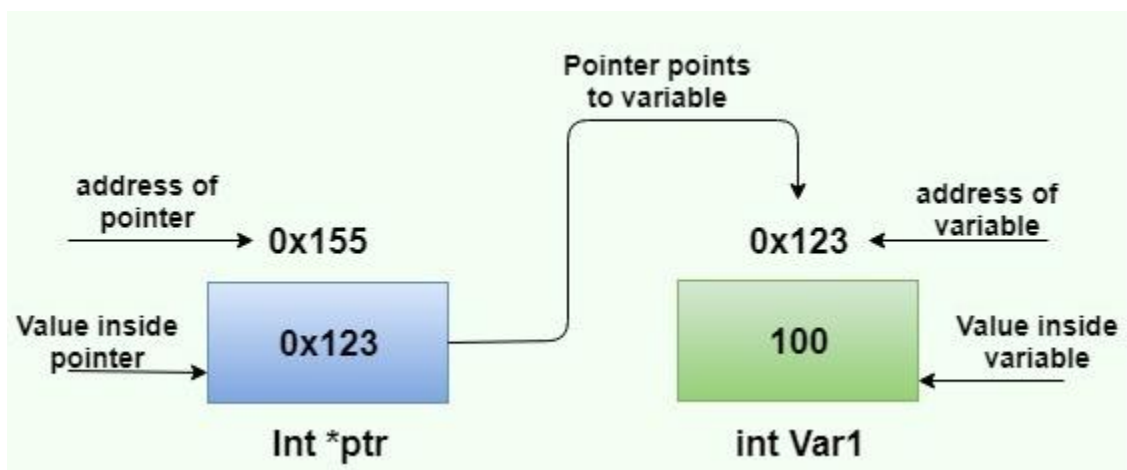 Pointer points
to variable
address of
pointer
0x155
0x123
address of
variable
Value inside
pointer
0x123
100
Value inside
variable
Int *ptr
int Var1